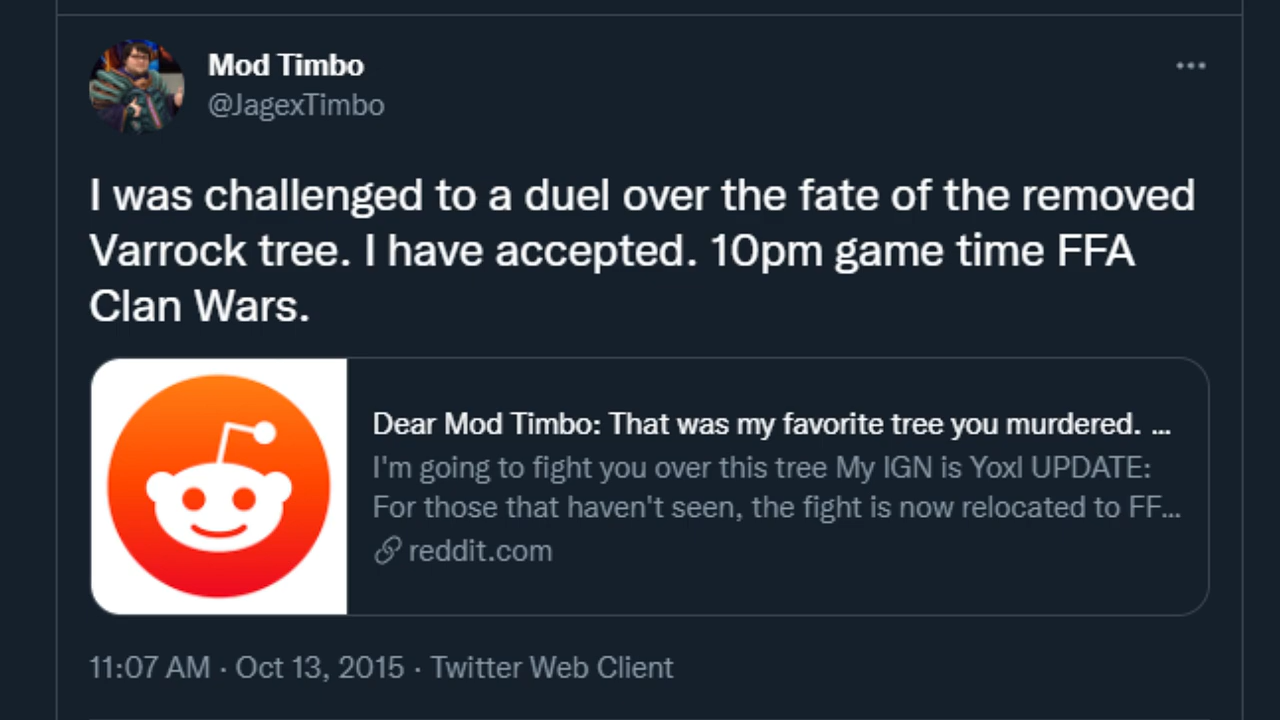 Mod Timbo
@JagexTimbo
I was challenged to a duel over the fate of the removed
Varrock tree. I have accepted. 10pm game time FFA
Clan Wars.
Dear Mod Timbo: That was my favorite tree you murdered. ...
I'm going to fight you over this tree My IGN is Yoxl UPDATE:
For those that haven't seen, the fight is now relocated to FF...
reddit.com
11:07 AM · Oct 13, 2015 · Twitter Web Client